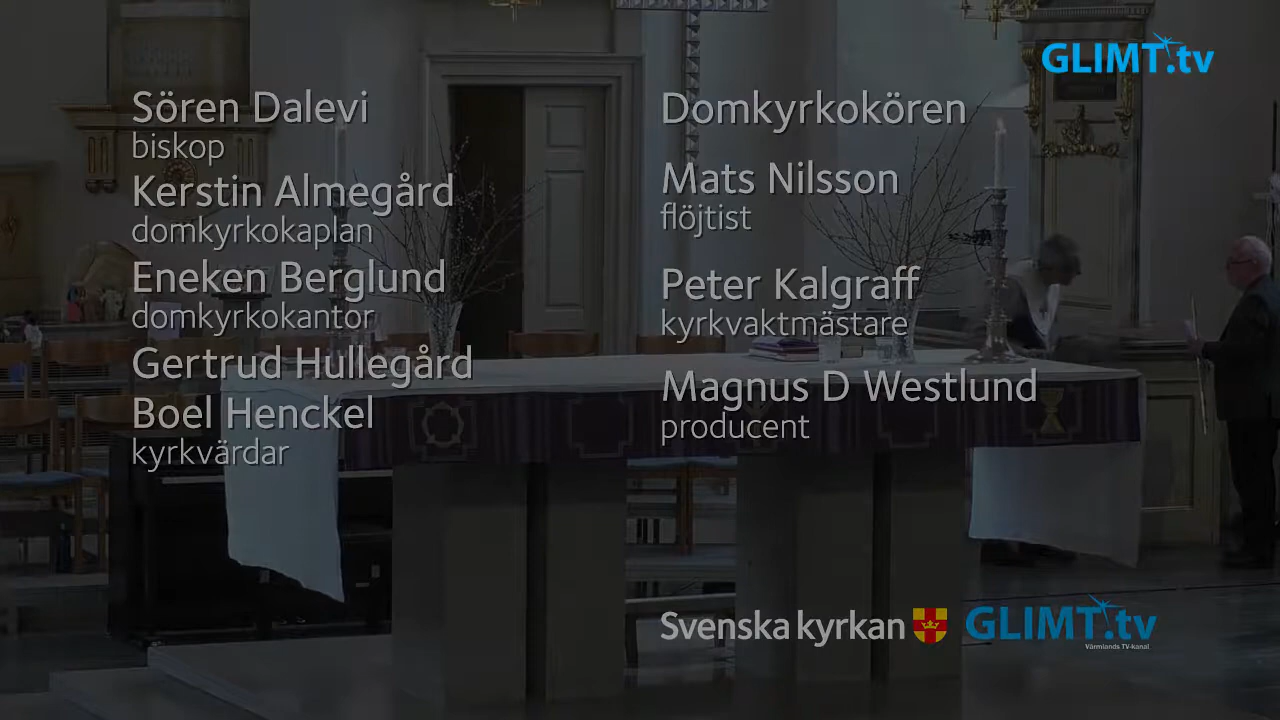 GLIMT.tv
Sören Dalevi
biskop
Kerstin Almegård
domkyrkokaplan
Eneken Berglund
domkyrkokantor
Gertrud Hullegård
Boel Henckel
kyrkvärdar
Domkyrkokören
Mats Nilsson
flöjtist
Peter Kalgraff
kyrkvaktmästare
Magnus D Westlund
producent
Svenska kyrkan
GLIMT.tv
Värmlands TV-kanal